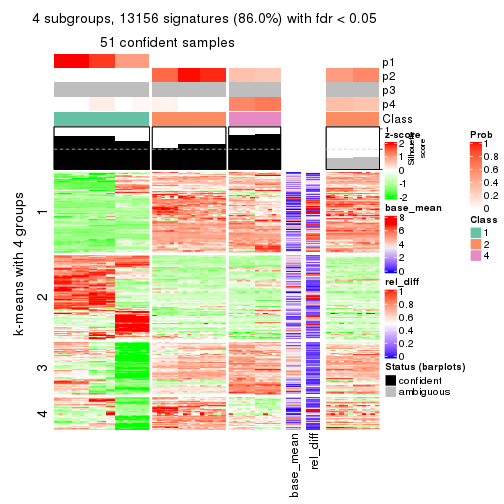 4 subgroups, 13156 signatures (86.0%) with fdr < 0.05
51 confident samples
p1
p2
p3
p4
Class
1
Silhouette
score
z-score
2
1
0
-1
-2
base_mean
8
6
4
2
0
rel_diff
1
0.8
0.6
0.4
0.2
0
Status (barplots)
confident
ambiguous
Prob
1
0.8
0.6
0.4
0.2
0
Class
1
2
4
k-means with 4 groups
1
2
3
4
base_mean
rel_diff